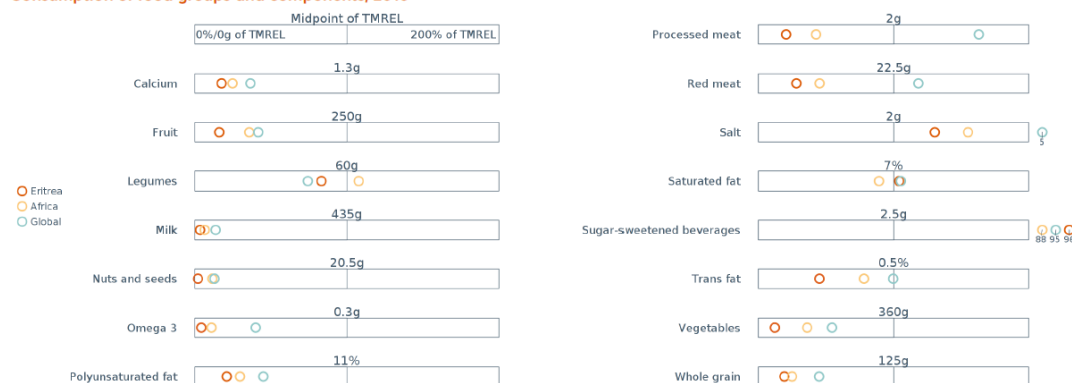 Midpoint of TMREL
0%/0g of TMREL 200% of TMREL
Calcium 1.3g
Fruit 250g
Legumes 60g
Milk 435g
Nuts and seeds 20.5g
Omega 3 0.3g
Polyunsaturated fat 11%
Eritrea
Africa
Global
Processed meat 2g
Red meat 22.5g
Salt 2g
5
Saturated fat 7%
Sugar-sweetened beverages 2.5g
88 95 96
Trans fat 0.5%
Vegetables 360g
Whole grain 125g